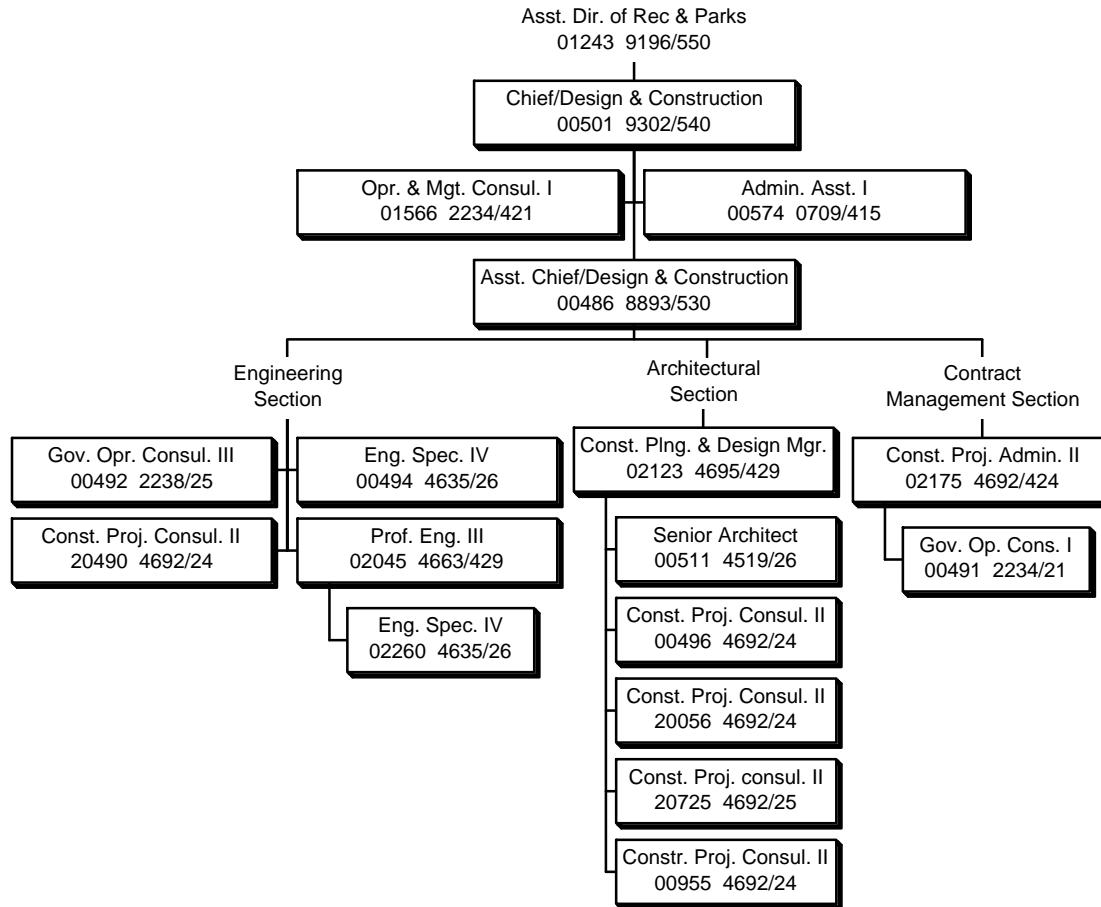 Asst. Dir. of Rec & Parks
01243 9196/550
Chief/Design & Construction
00501 9302/540
Opr. & Mgt. Consul. I
01566 2234/421
Admin. Asst. I
00574 0709/415
Asst. Chief/Design & Construction
00486 8893/530
Engineering
Section
Gov. Opr. Consul. III
00492 2238/25
Eng. Spec. IV
00494 4635/26
Const. Proj. Consul. II
20490 4692/24
Prof. Eng. III
02045 4663/429
Eng. Spec. IV
02260 4635/26
Architectural
Section
Const. Plng. & Design Mgr.
02123 4695/429
Senior Architect
00511 4519/26
Const. Proj. Consul. II
00496 4692/24
Const. Proj. Consul. II
20056 4692/24
Const. Proj. consul. II
20725 4692/25
Constr. Proj. Consul. II
00955 4692/24
Contract
Management Section
Const. Proj. Admin. II
02175 4692/424
Gov. Op. Cons. I
00491 2234/21